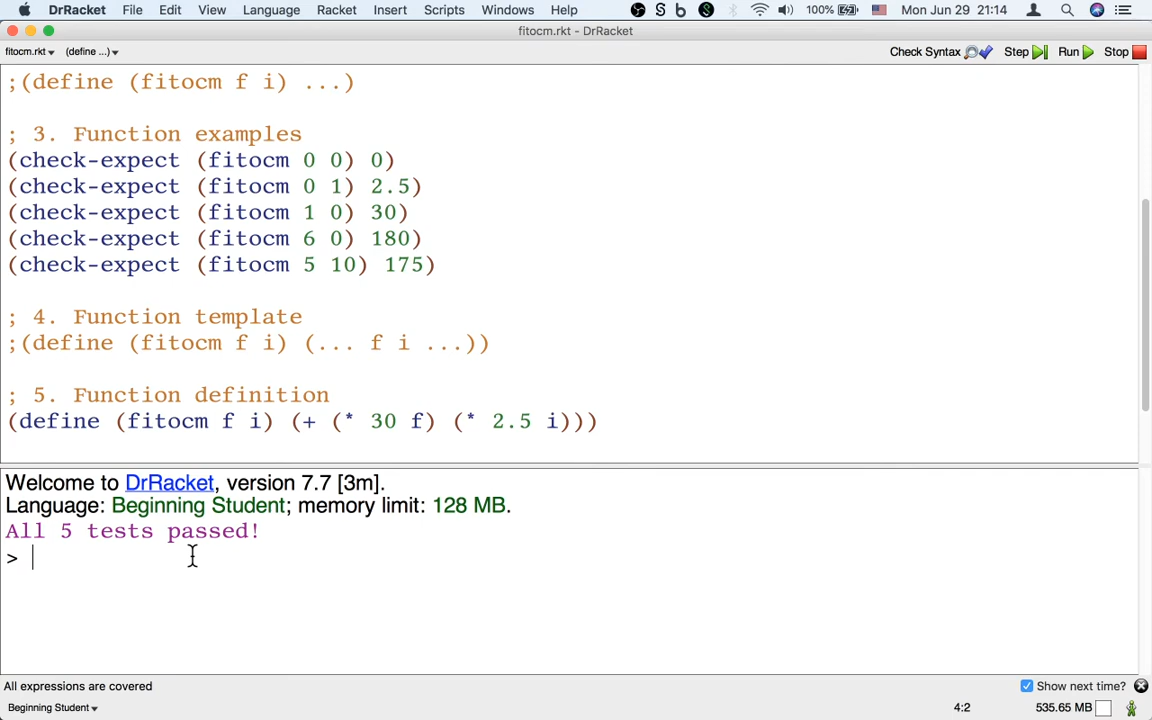 DrRacket File Edit View Language Racket Insert Scripts Windows Help 100% Mon Jun 29 21:14
fitocm.rkt - DrRacket
fitocm.rkt (define ...) Check Syntax Step Run Stop
;(define (fitocm f i) ...)
; 3. Function examples
(check-expect (fitocm 0 0) 0)
(check-expect (fitocm 0 1) 2.5)
(check-expect (fitocm 1 0) 30)
(check-expect (fitocm 6 0) 180)
(check-expect (fitocm 5 10) 175)
; 4. Function template
;(define (fitocm f i) (... f i ...))
; 5. Function definition
(define (fitocm f i) (+ (* 30 f) (* 2.5 i)))
Welcome to DrRacket, version 7.7 [3m].
Language: Beginning Student; memory limit: 128 MB.
All 5 tests passed!
>
All expressions are covered Show next time?
Beginning Student 4:2 535.65 MB